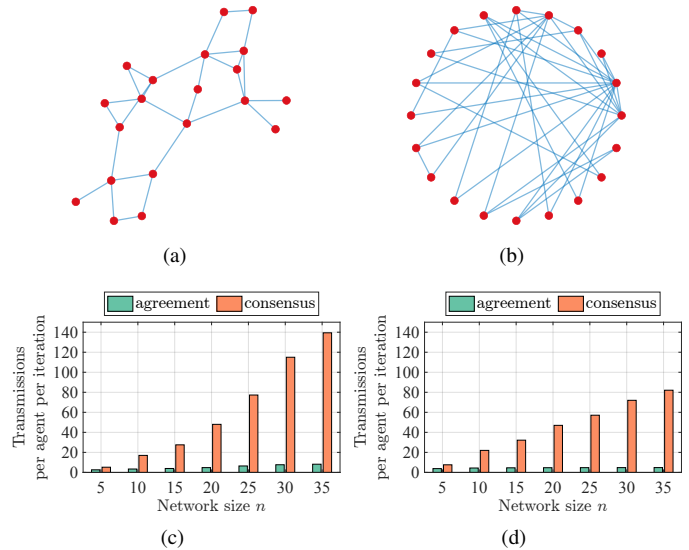 (a)
(b)
agreement consensus
140
120
100
80
60
40
20
0
Transmissions
per agent per iteration
5 10 15 20 25 30 35
Network size n
(c)
agreement consensus
140
120
100
80
60
40
20
0
Transmissions
per agent per iteration
5 10 15 20 25 30 35
Network size n
(d)